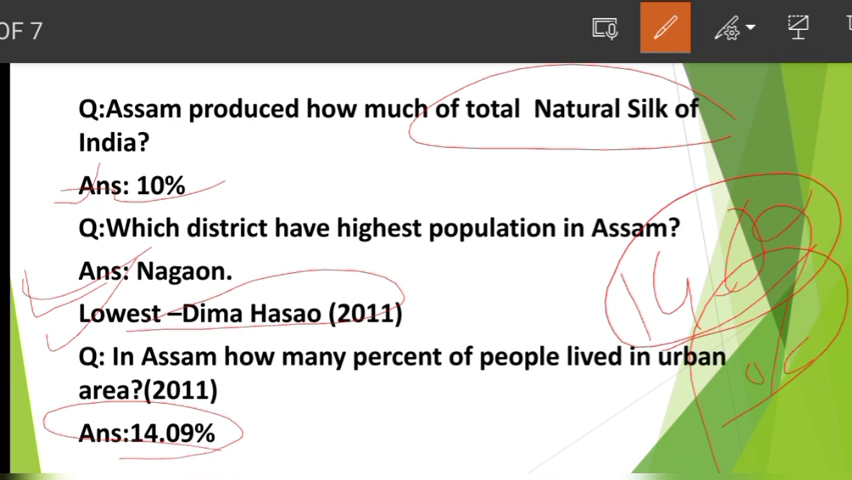 OF 7
Q:Assam produced how much of total Natural Silk of
India?
Ans: 10%
Q:Which district have highest population in Assam?
Ans: Nagaon.
Lowest –Dima Hasao (2011)
Q: In Assam how many percent of people lived in urban
area?(2011)
Ans:14.09%